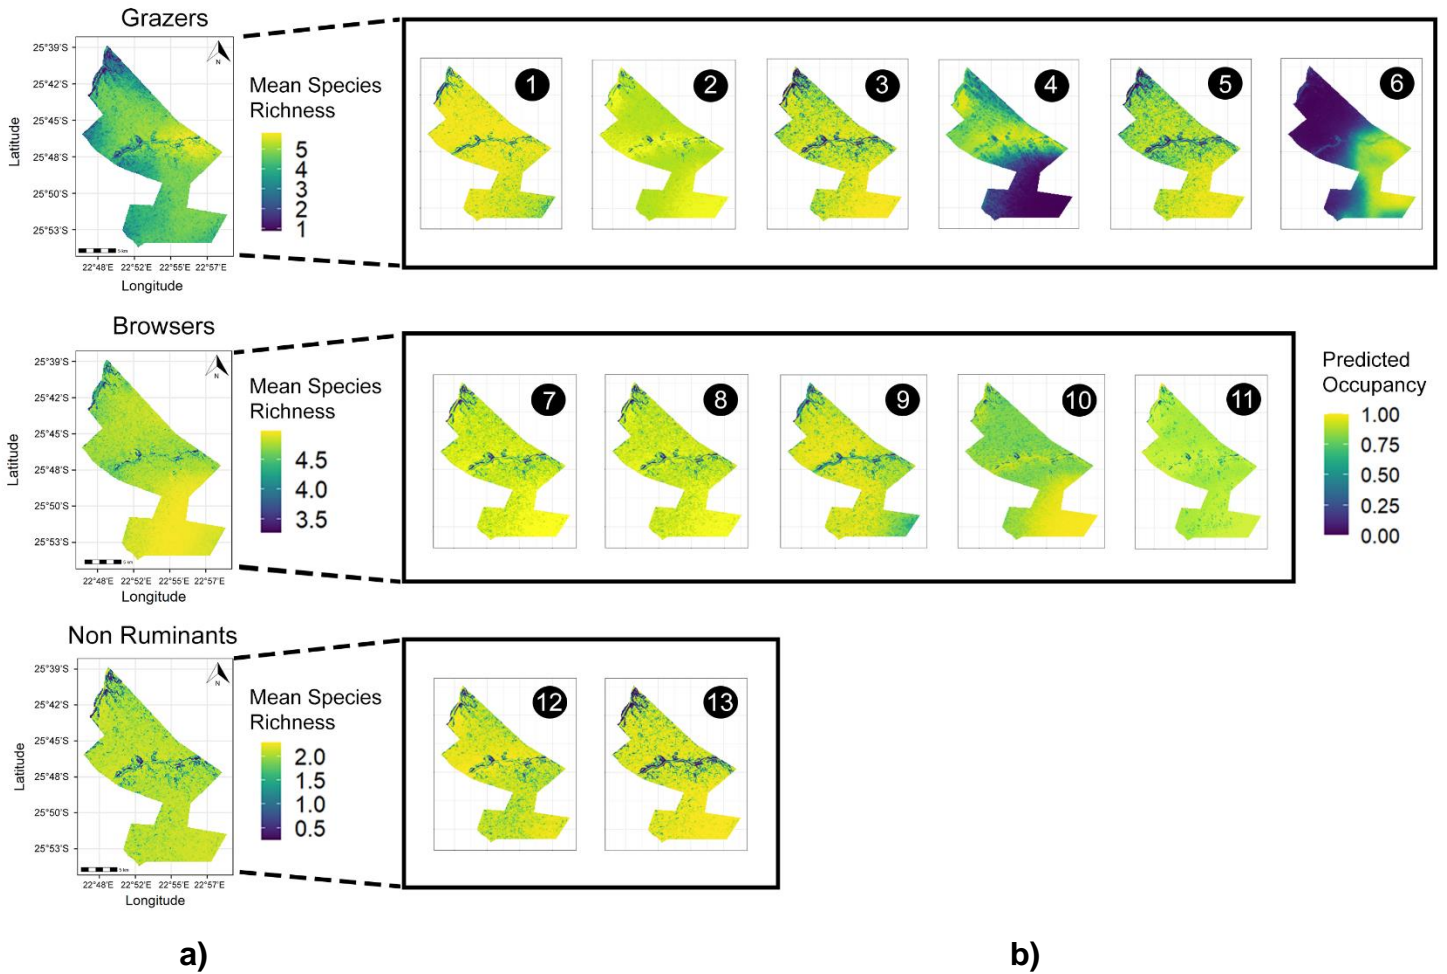 Grazers
25°39'S
25°42'S
25°45'S
25°48'S
25°50'S
25°53'S
Latitude
22°48'E 22°52'E 22°55'E 22°57'E
Longitude
N
Mean Species
Richness
5
4
3
2
1
1
2
3
4
5
6
Browsers
25°39'S
25°42'S
25°45'S
25°48'S
25°50'S
25°53'S
Latitude
22°48'E 22°52'E 22°55'E 22°57'E
Longitude
N
Mean Species
Richness
4.5
4.0
3.5
7
8
9
10
11
Predicted
Occupancy
1.00
0.75
0.50
0.25
0.00
Non Ruminants
25°39'S
25°42'S
25°45'S
25°48'S
25°50'S
25°53'S
Latitude
22°48'E 22°52'E 22°55'E 22°57'E
Longitude
N
Mean Species
Richness
2.0
1.5
1.0
0.5
12
13
a)
b)